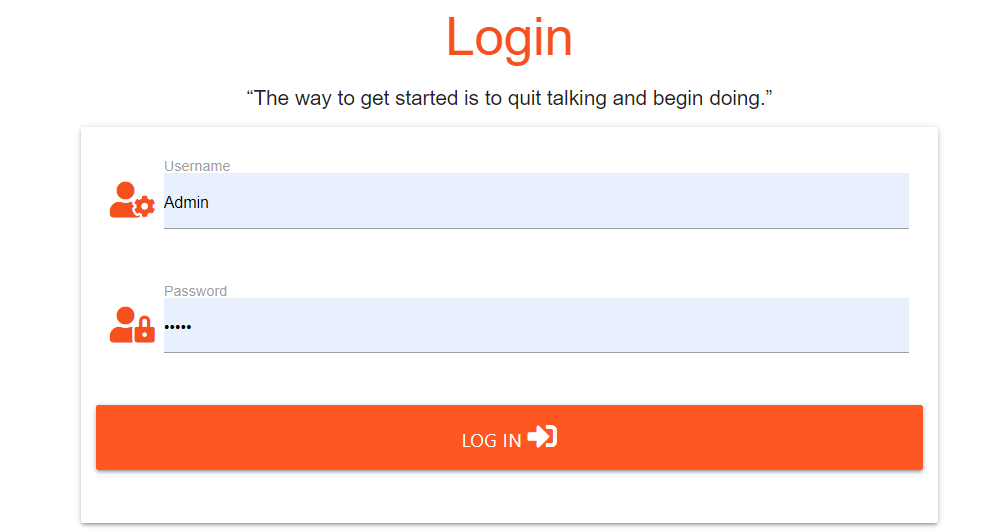 Login
“The way to get started is to quit talking and begin doing.”
Username
Admin
Password
•••••
LOG IN